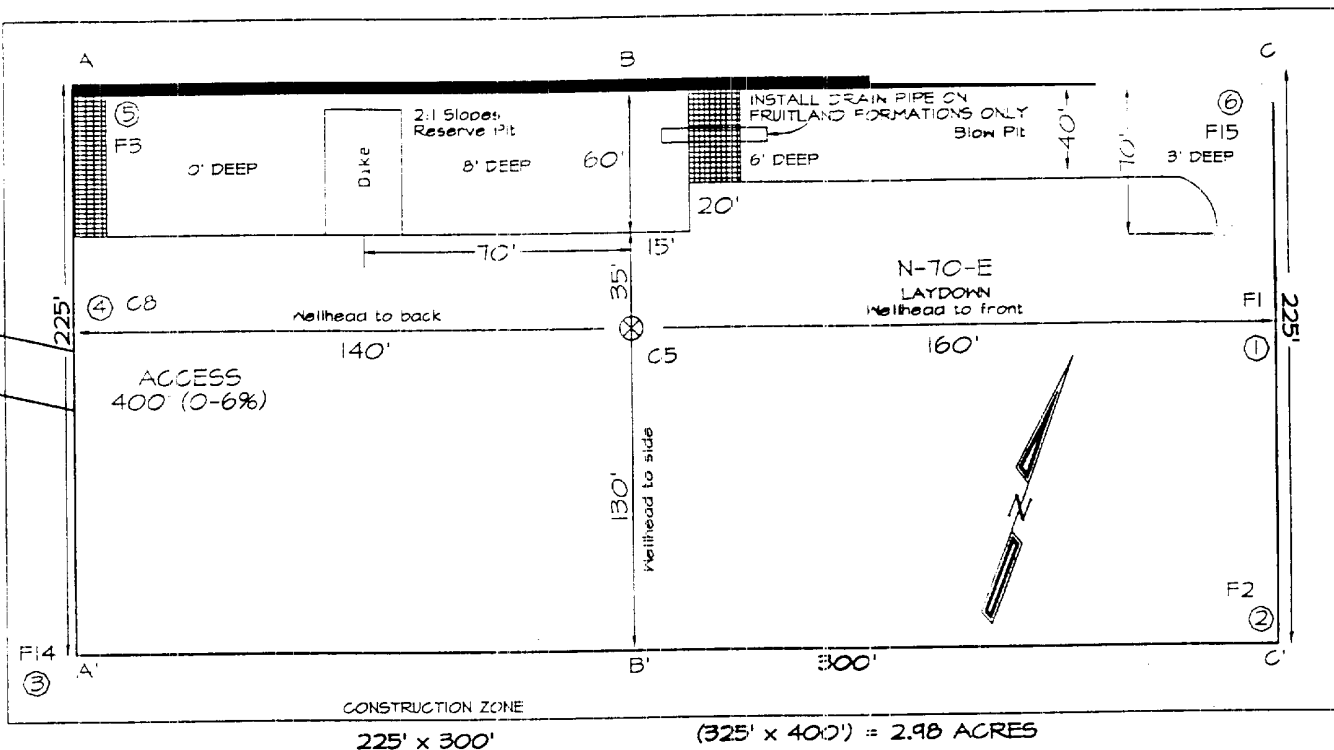 A
B
C
⑤
F3
0' DEEP
Dike
2:1 Slopes
Reserve Pit
8' DEEP
60'
INSTALL DRAIN PIPE ON
FRUITLAND FORMATIONS ONLY
Blow Pit
6' DEEP
40'
70'
⑥
F15
3' DEEP
20'
70'
15'
35'
N-70-E
LAYDOWN
Wellhead to front
225'
④ C8
Wellhead to back
140'
C5
160'
F1
①
225'
ACCESS
400' (0-6%)
130'
Wellhead to side
N
F2
②
F14
③
A'
B'
300'
C'
CONSTRUCTION ZONE
225' x 300'
(325' x 400') = 2.98 ACRES